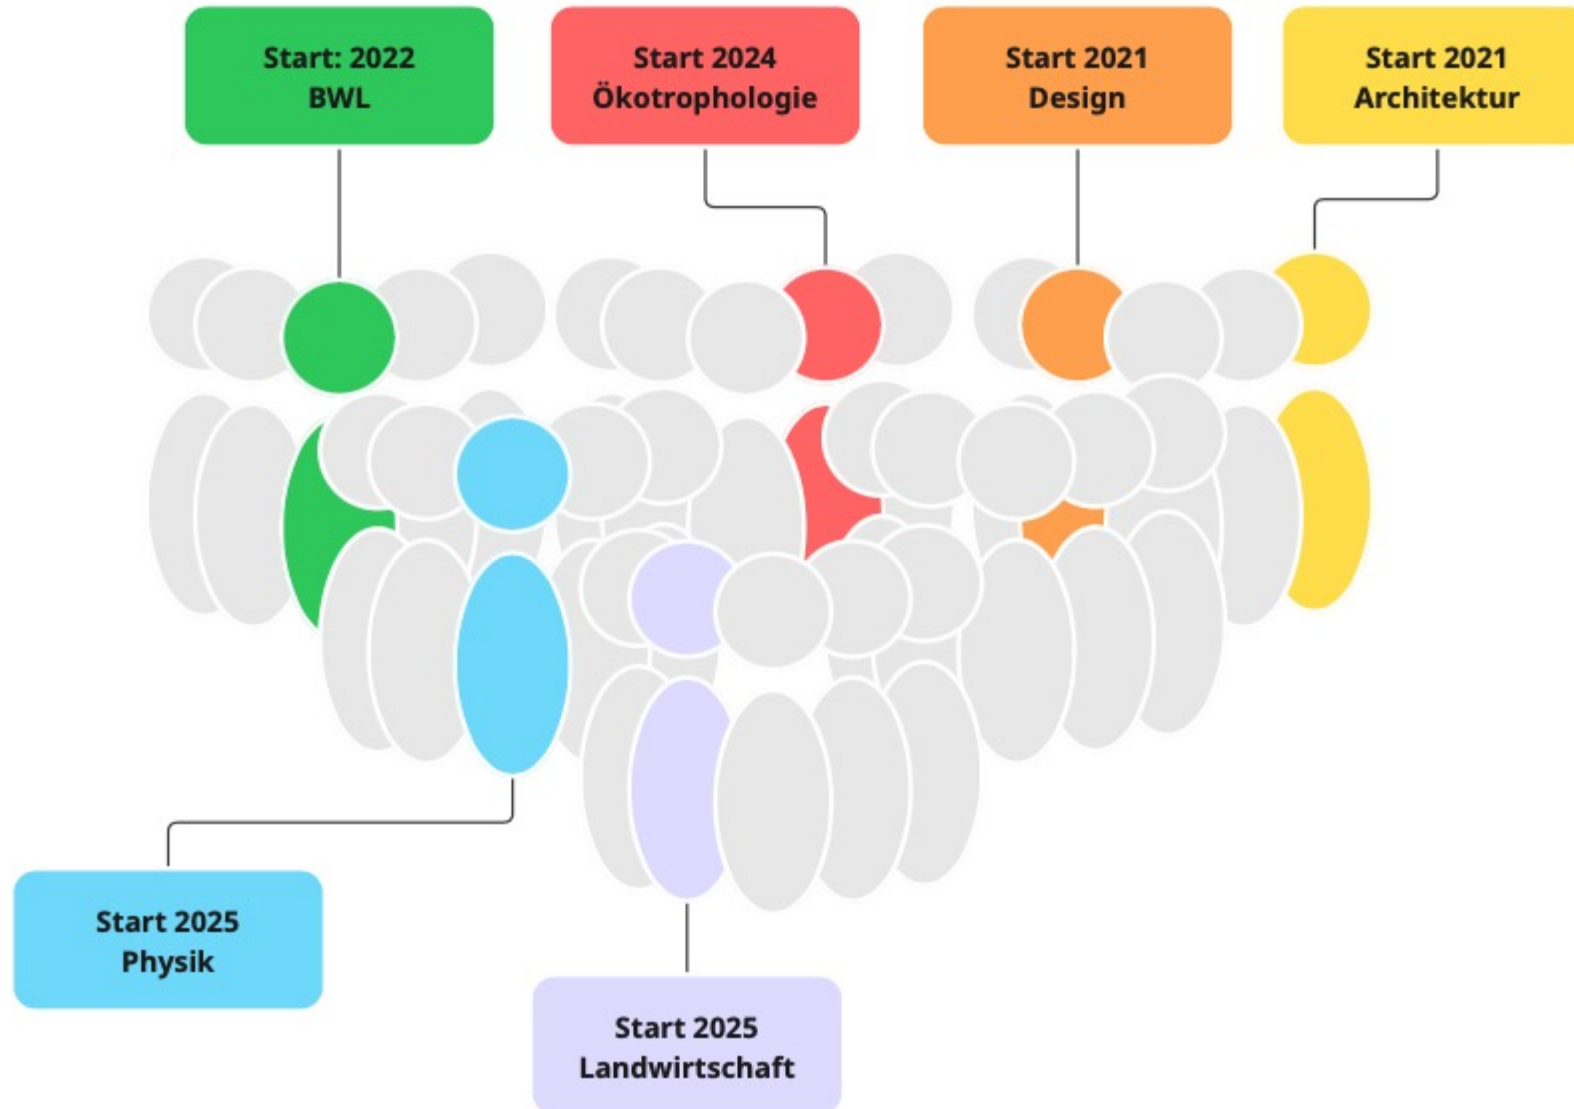 Start: 2022
BWL
Start 2024
Ökotrophologie
Start 2021
Design
Start 2021
Architektur
Start 2025
Physik
Start 2025
Landwirtschaft